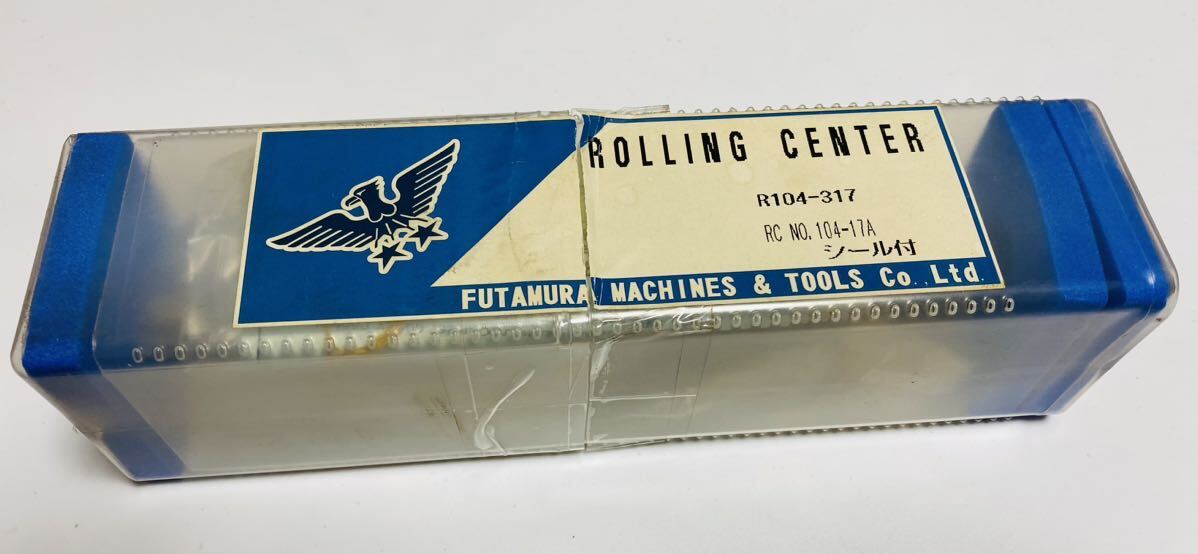 ROLLING CENTER
R104-317
RC NO.104-17A
シール付
FUTAMURA MACHINES & TOOLS Co.,Ltd.